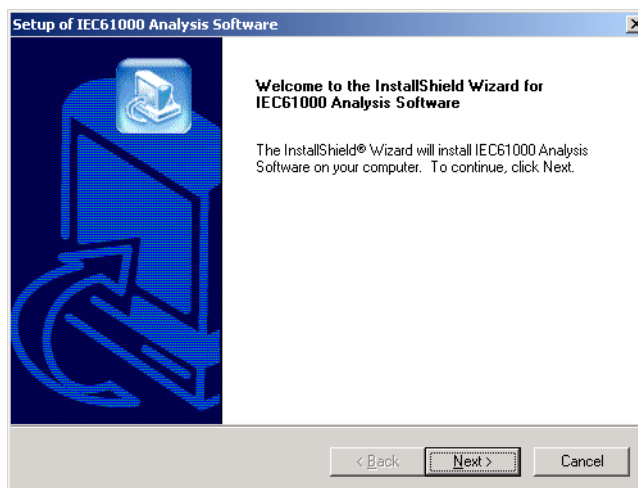 Setup of IEC61000 Analysis Software
Welcome to the InstallShield Wizard for
IEC61000 Analysis Software
The InstallShield® Wizard will install IEC61000 Analysis
Software on your computer. To continue, click Next.
< Back
Next >
Cancel